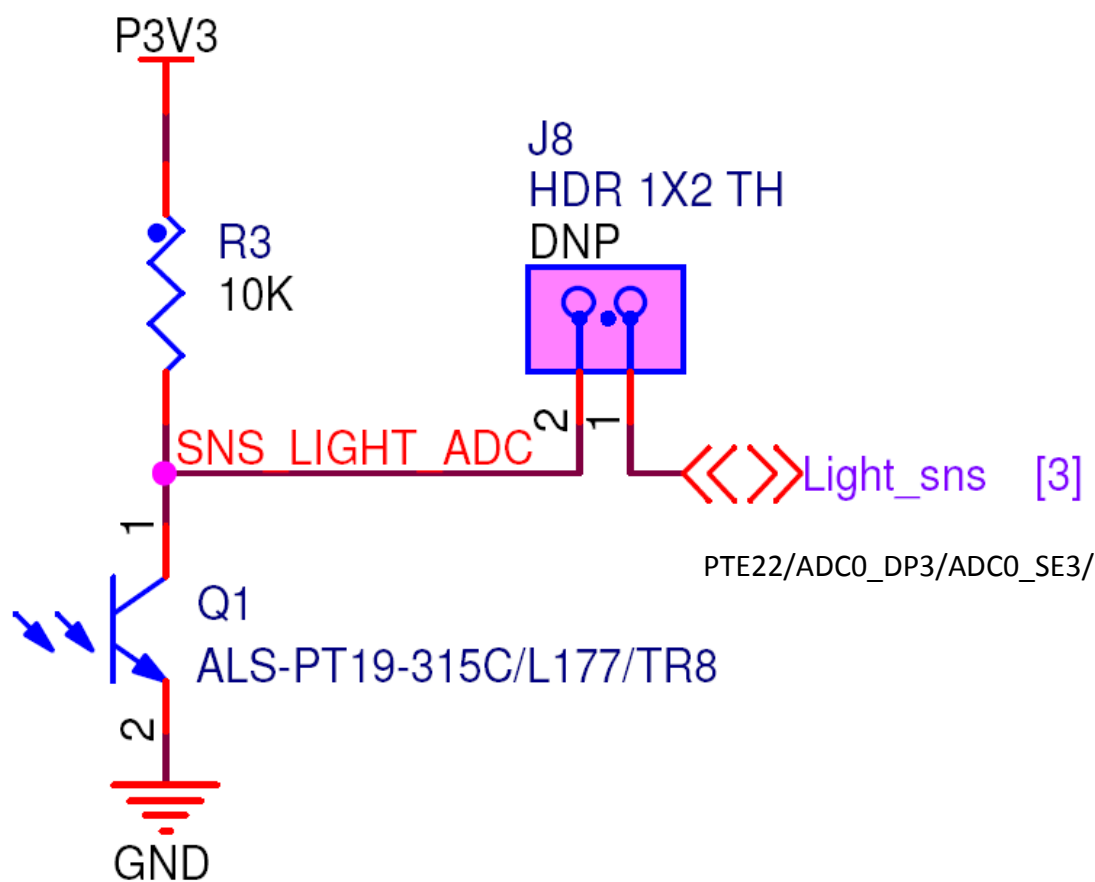 P3V3
J8
HDR 1X2 TH
DNP
R3
10K
2
1
SNS_LIGHT_ADC
Light_sns [3]
1
PTE22/ADC0_DP3/ADC0_SE3/
Q1
ALS-PT19-315C/L177/TR8
2
GND